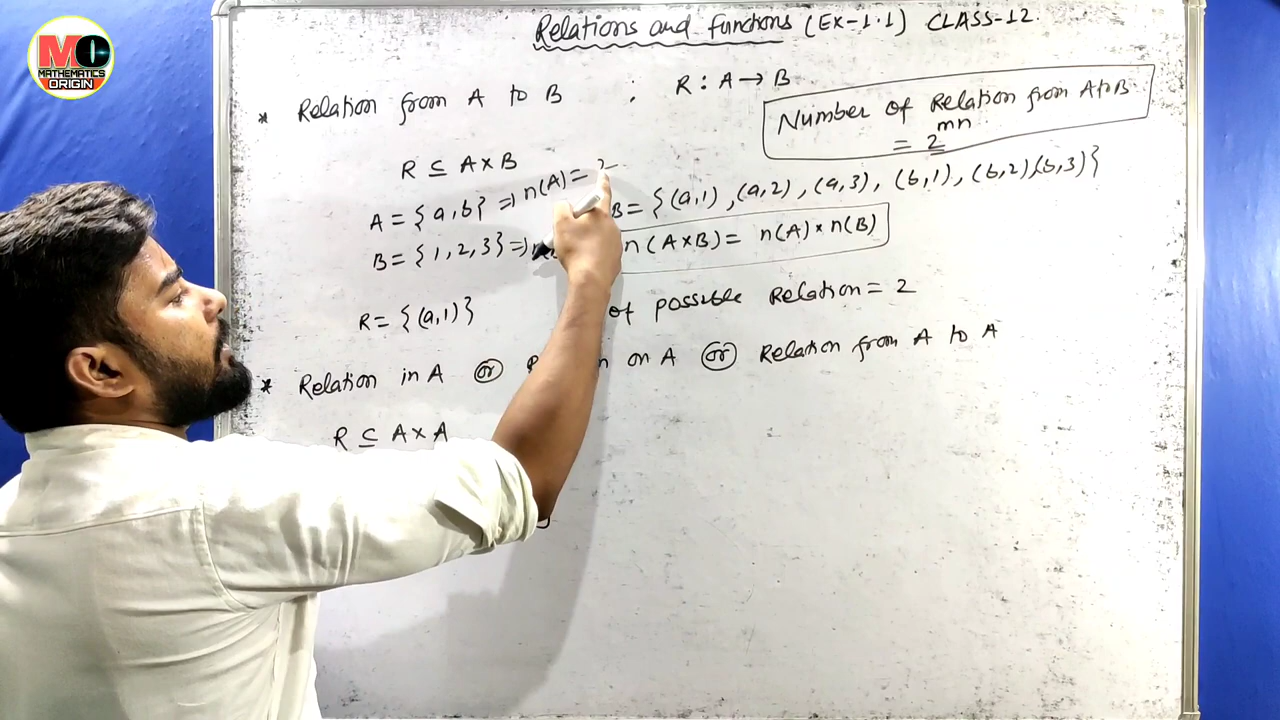 MO
MATHEMATICS
ORIGIN
Relations and functions (EX-1.1) CLASS-12.
* Relation from A to B : R : A → B
Number of Relation from A to B
= 2^mn
R ⊆ A×B
A = {a,b} => n(A) =
B = {(a,1), (a,2), (a,3), (b,1), (b,2),(b,3)}
B = {1,2,3} =>
n(A×B) = n(A)×n(B)
R = {(a,1)}
of possible Relation = 2
* Relation in A or on A or Relation from A to A
R ⊆ A×A